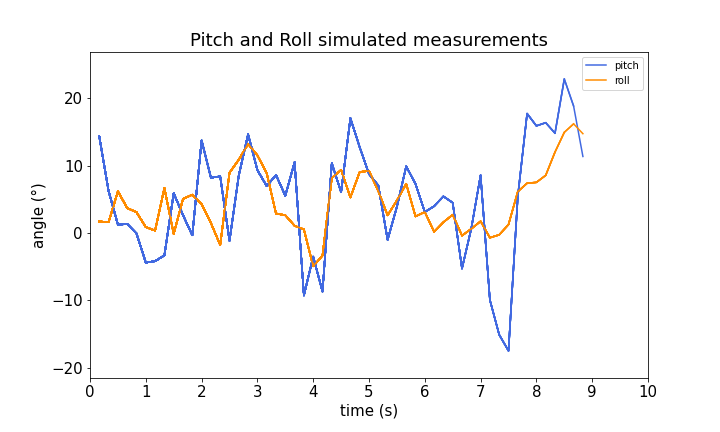 Pitch and Roll simulated measurements
pitch
roll
angle (°)
20
10
0
−10
−20
0 1 2 3 4 5 6 7 8 9 10
time (s)